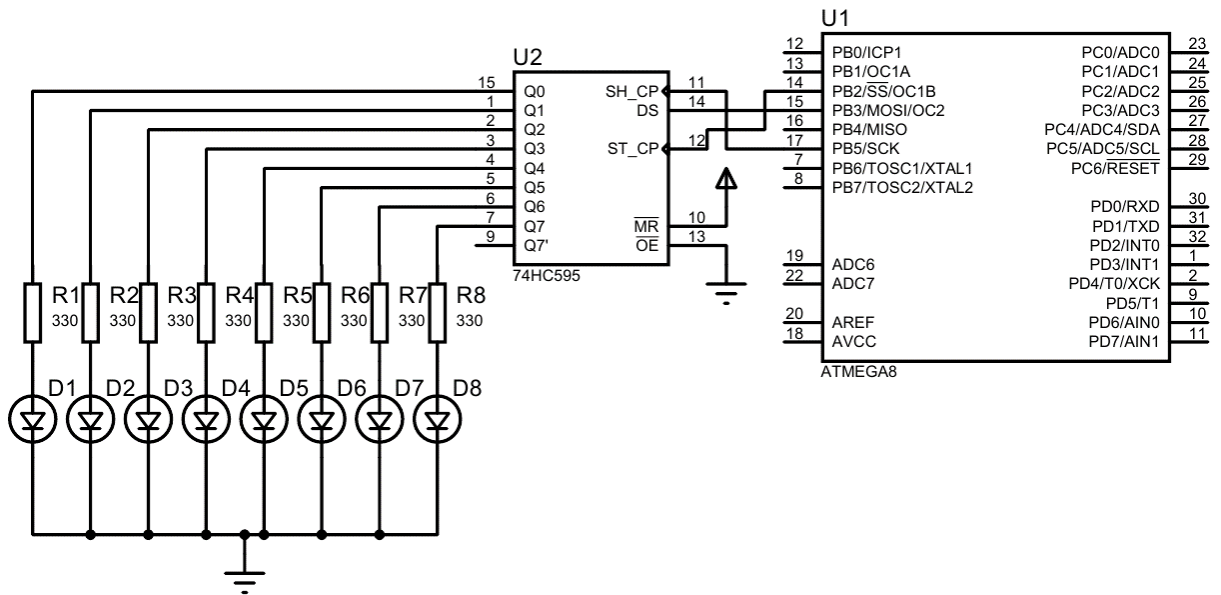 U1
U2
12 PB0/ICP1 PC0/ADC0 23
13 PB1/OC1A PC1/ADC1 24
15 Q0 SH_CP 11 14 PB2/SS/OC1B PC2/ADC2 25
1 Q1 DS 14 15 PB3/MOSI/OC2 PC3/ADC3 26
2 Q2 16 PB4/MISO PC4/ADC4/SDA 27
3 Q3 ST_CP 12 17 PB5/SCK PC5/ADC5/SCL 28
4 Q4 7 PB6/TOSC1/XTAL1 PC6/RESET 29
5 Q5 8 PB7/TOSC2/XTAL2
6 Q6 PD0/RXD 30
7 Q7 MR 10 PD1/TXD 31
9 Q7' OE 13 PD2/INT0 32
19 ADC6 PD3/INT1 1
74HC595 22 ADC7 PD4/T0/XCK 2
R1 R2 R3 R4 R5 R6 R7 R8 PD5/T1 9
330 330 330 330 330 330 330 330 20 AREF PD6/AIN0 10
18 AVCC PD7/AIN1 11
ATMEGA8
D1 D2 D3 D4 D5 D6 D7 D8